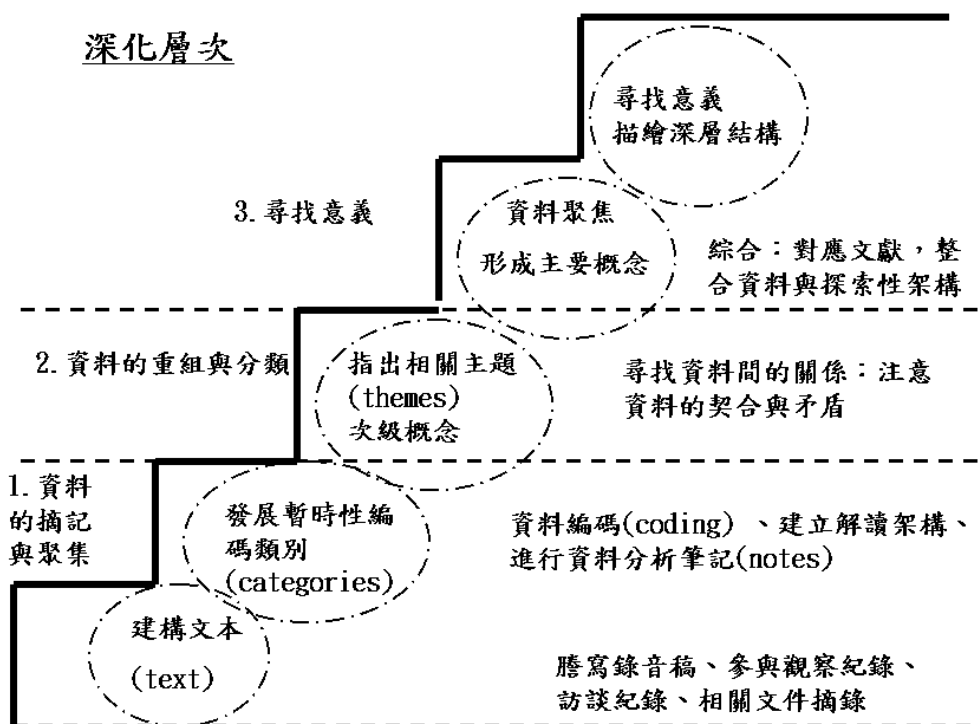 深化層次
尋找意義
描繪深層結構
3.尋找意義
資料聚焦
形成主要概念
綜合：對應文獻，整
合資料與探索性架構
2.資料的重組與分類
指出相關主題
(themes)
次級概念
尋找資料間的關係：注意
資料的契合與矛盾
1.資料
的摘記
與聚集
發展暫時性編
碼類別
(categories)
資料編碼(coing) 、建立解讀架構、
進行資料分析筆記(notes)
建構文本
(text)
謄寫錄音稿、參與觀察紀錄、
訪談紀錄、相關文件摘錄